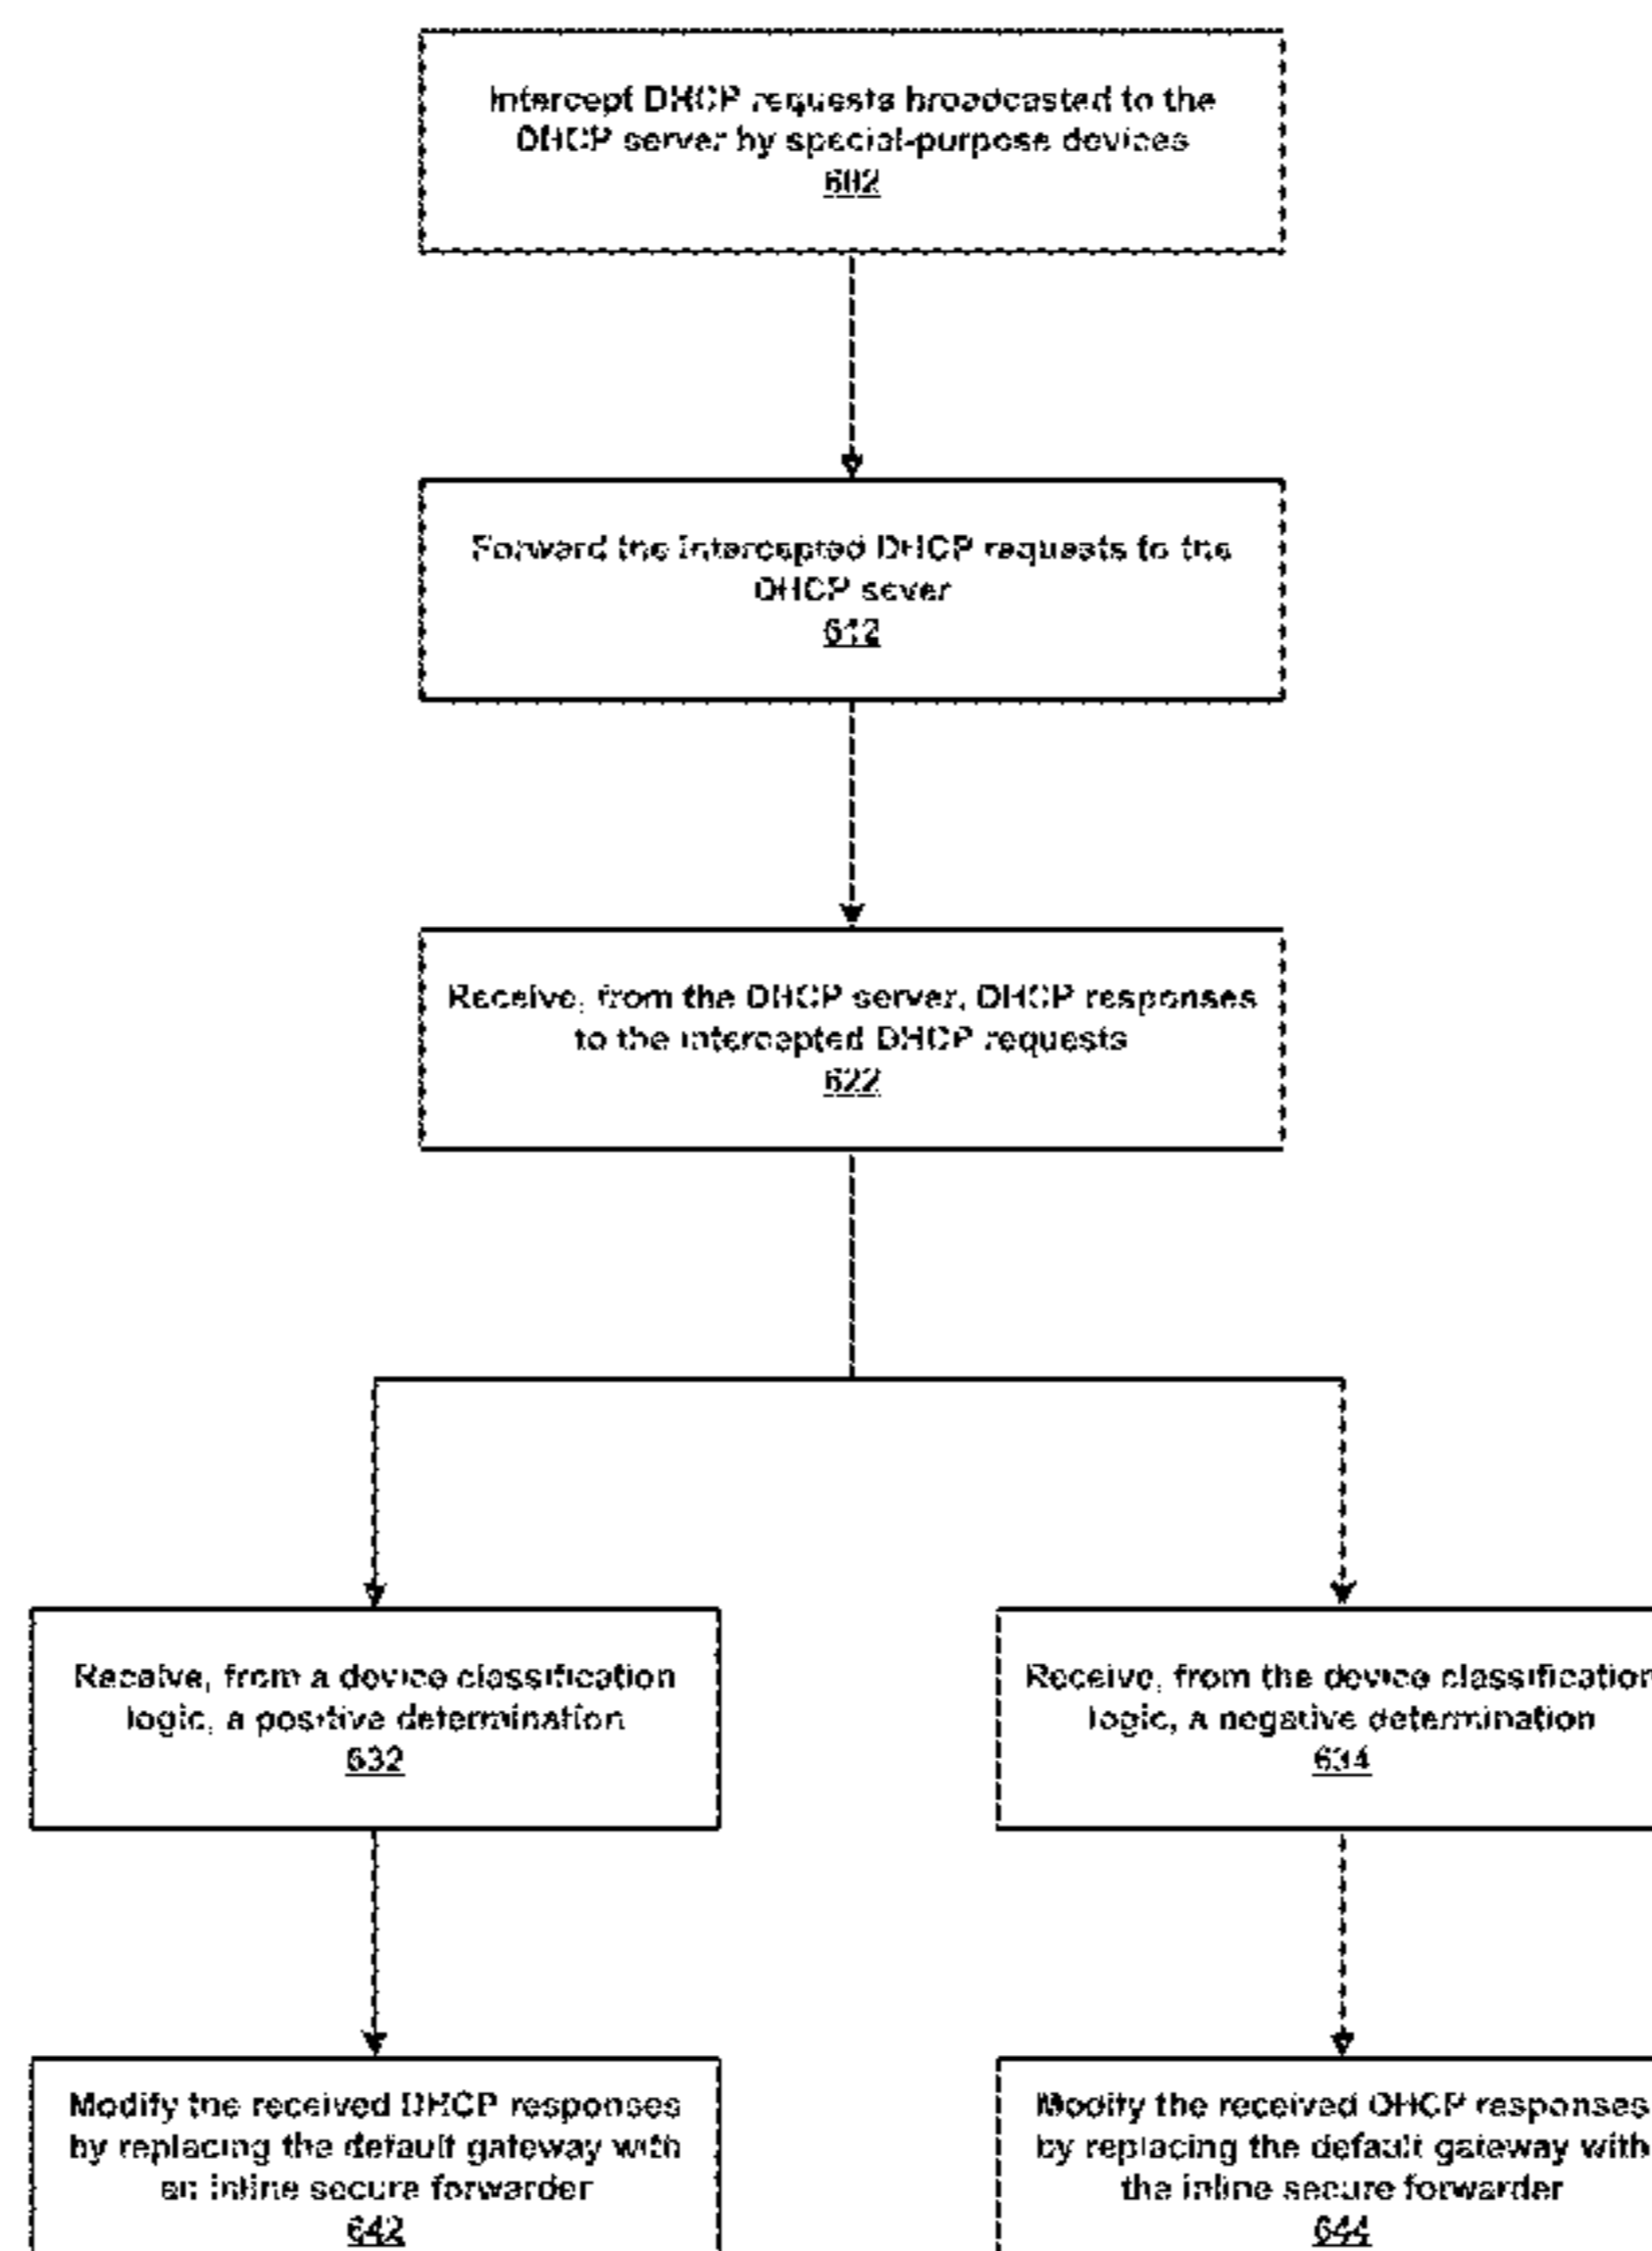 Intercept DHCP requests broadcasted to the
DHCP server by special-purpose devices
602
Forward the intercepted DHCP requests to the
DHCP sever
612
Receive, from the DHCP server, DHCP responses
to the intercepted DHCP requests
622
Receive, from a device classification
logic, a positive determination
632
Receive, from the device classification
logic, a negative determination
634
Modify the received DHCP responses
by replacing the default gateway with
an inline secure forwarder
642
Modify the received DHCP responses
by replacing the default gateway with
the inline secure forwarder
644